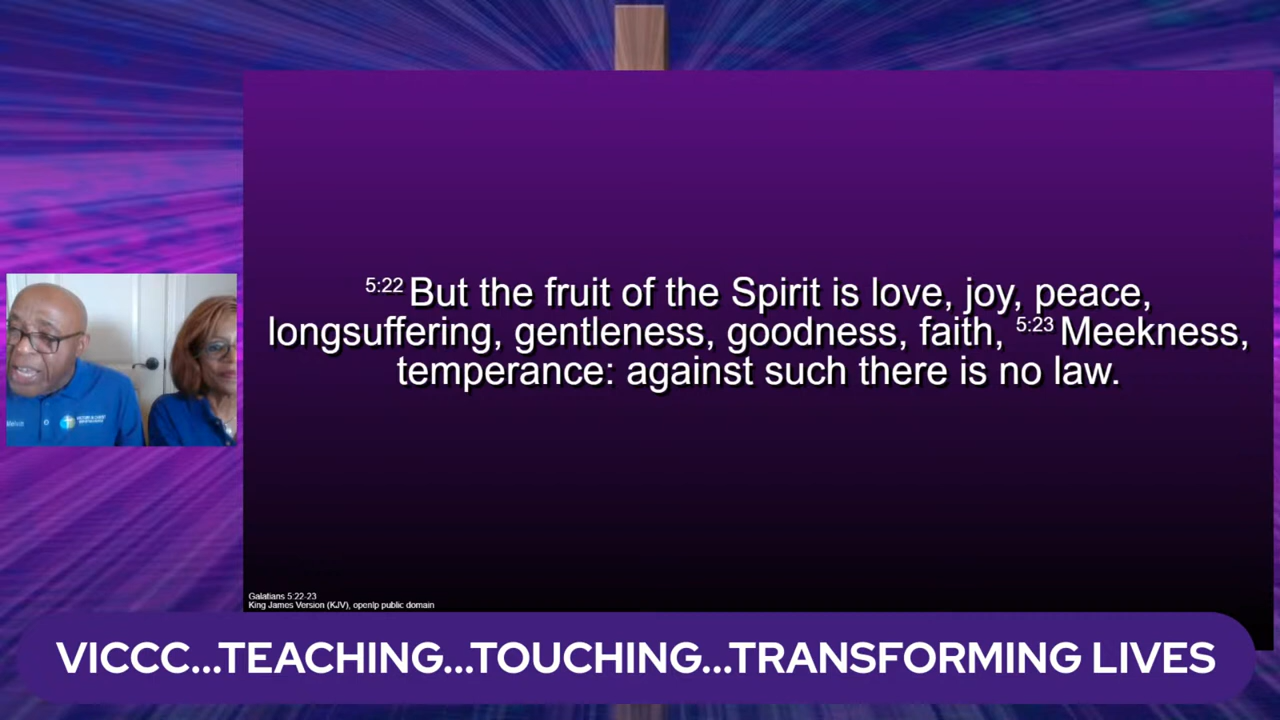 5:22 But the fruit of the Spirit is love, joy, peace,
longsuffering, gentleness, goodness, faith, 5:23 Meekness,
temperance: against such there is no law.
Galatians 5:22-23
King James Version (KJV), openlp public domain
VICCC...TEACHING...TOUCHING...TRANSFORMING LIVES